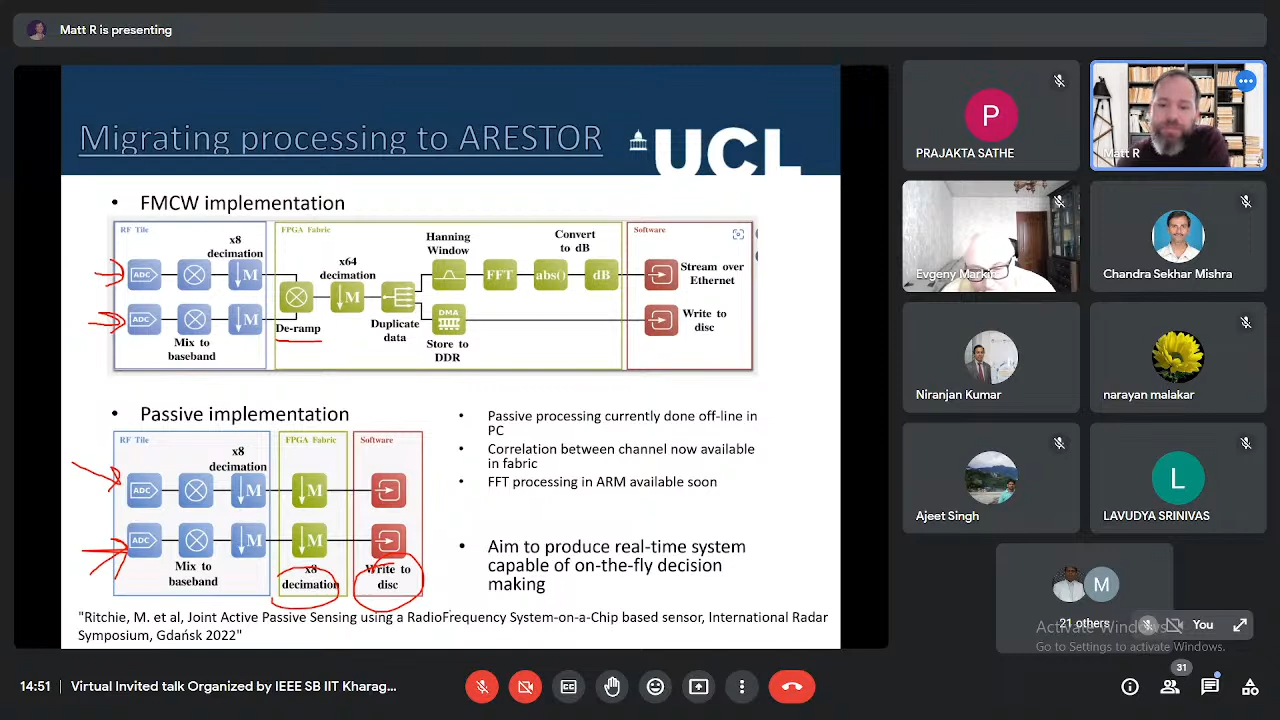 Matt R is presenting
Migrating processing to ARESTOR
UCL
• FMCW implementation
RF Tile
FPGA Fabric
Software
x8
decimation
Hanning
Window
Convert
to dB
x64
decimation
ADC
M
FFT
abs()
dB
Stream over
Ethernet
M
ADC
M
De-ramp
Duplicate
data
DMA
Write to
disc
Mix to
baseband
Store to
DDR
• Passive implementation
RF Tile
FPGA Fabric
Software
x8
decimation
ADC
M
M
ADC
M
M
Mix to
baseband
x8
decimation
Write to
disc
• Passive processing currently done off-line in
PC
• Correlation between channel now available
in fabric
• FFT processing in ARM available soon
• Aim to produce real-time system
capable of on-the-fly decision
making
"Ritchie, M. et al, Joint Active Passive Sensing using a RadioFrequency System-on-a-Chip based sensor, International Radar
Symposium, Gdańsk 2022"
P
PRAJAKTA SATHE
Matt R
Evgeny Markin
Chandra Sekhar Mishra
Niranjan Kumar
narayan malakar
Ajeet Singh
L
LAVUDYA SRINIVAS
M
21 others
You
Activate Windows
Go to Settings to activate Windows.
14:51 | Virtual Invited talk Organized by IEEE SB IIT Kharag...
31